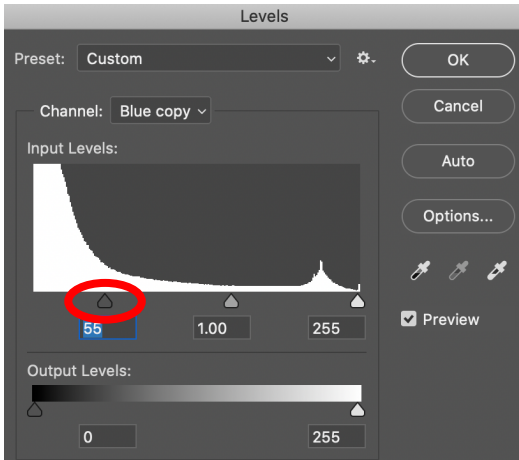 Levels
Preset: Custom
OK
Channel: Blue copy
Cancel
Input Levels:
Auto
Options...
55 1.00 255
Preview
Output Levels:
0 255